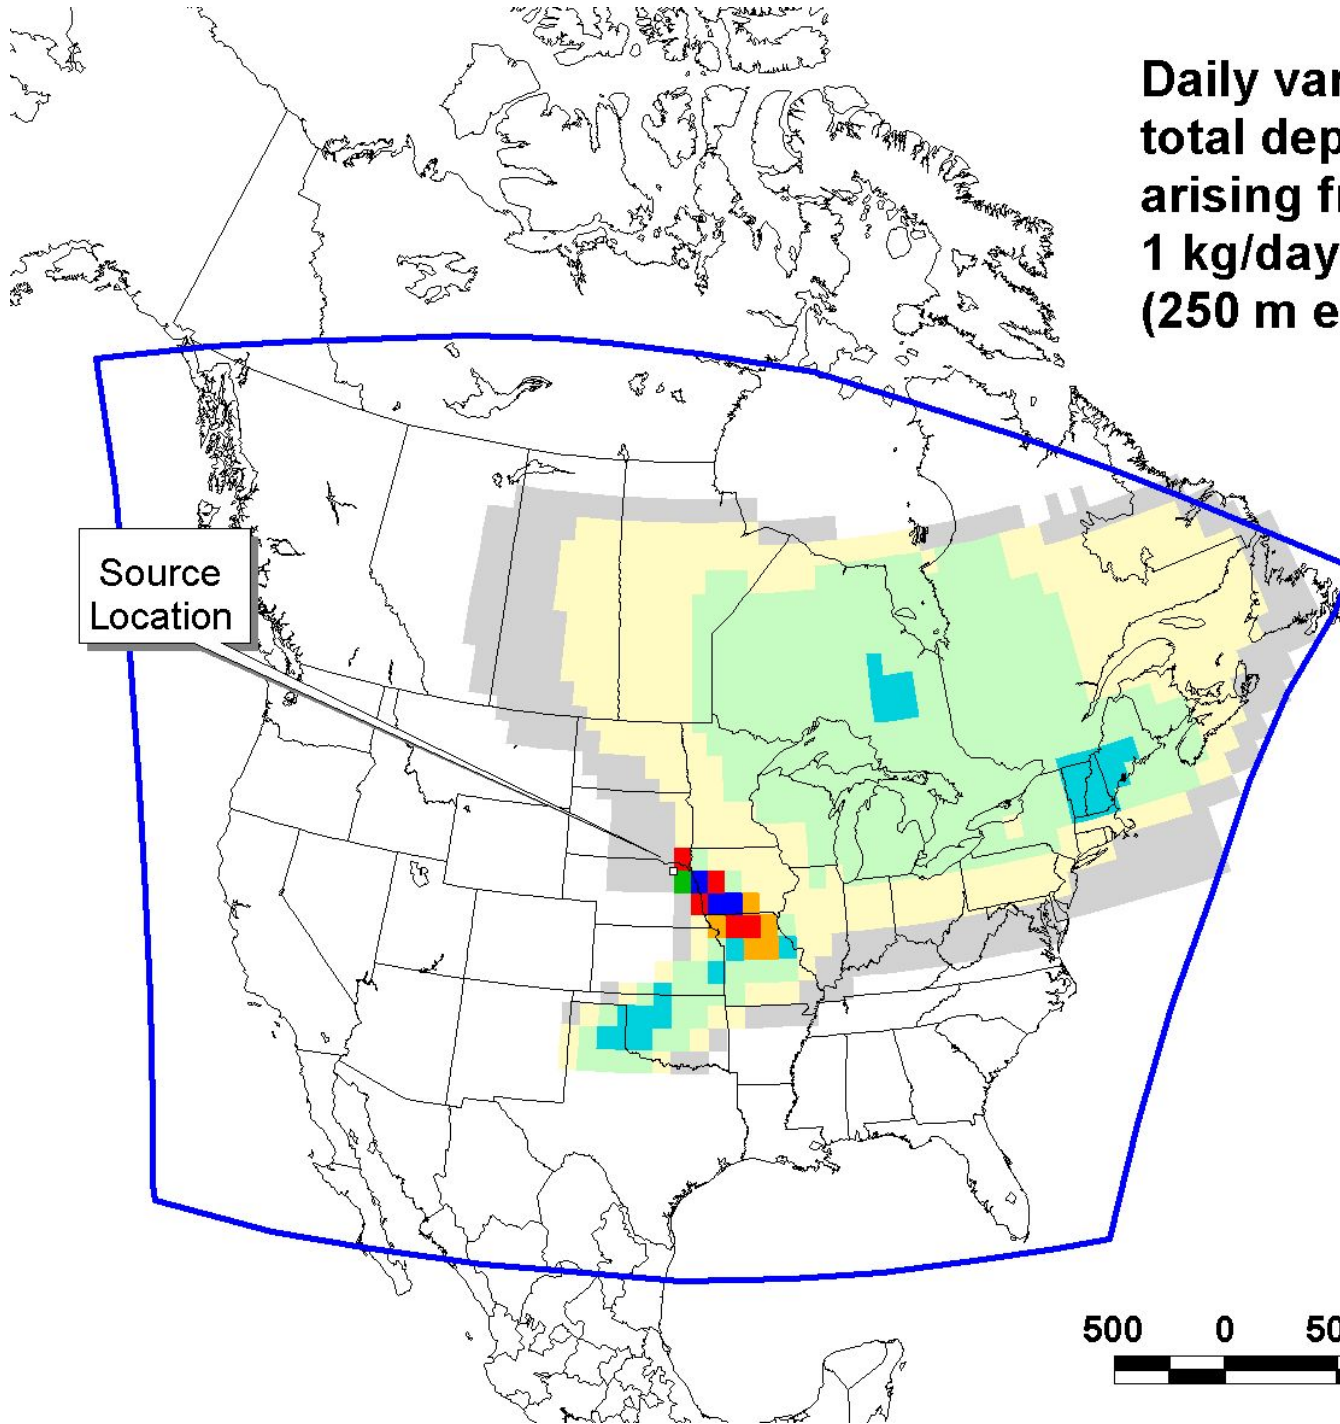 Daily var
total dep
arising fr
1 kg/day
(250 m e
Source
Location
500 0 50